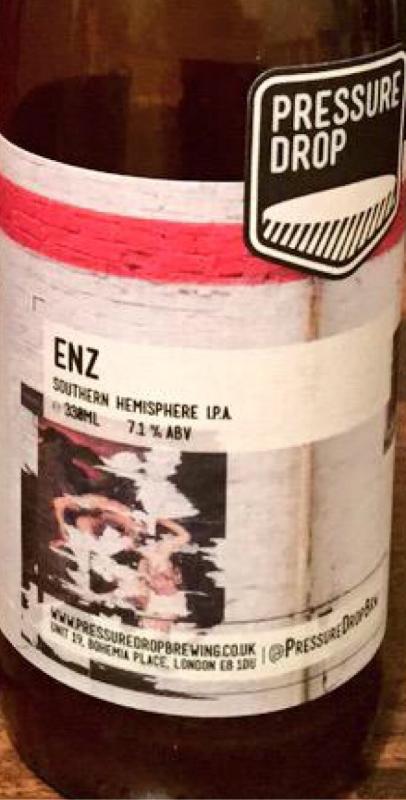 PRESSURE
DROP
ENZ
SOUTHERN HEMISPHERE I.P.A.
℮ 330ML 7.1 % ABV
WWW.PRESSUREDROPBREWING.CO.UK
UNIT 19, BOHEMIA PLACE, LONDON E8 1DU | @PRESSUREDROPBRW